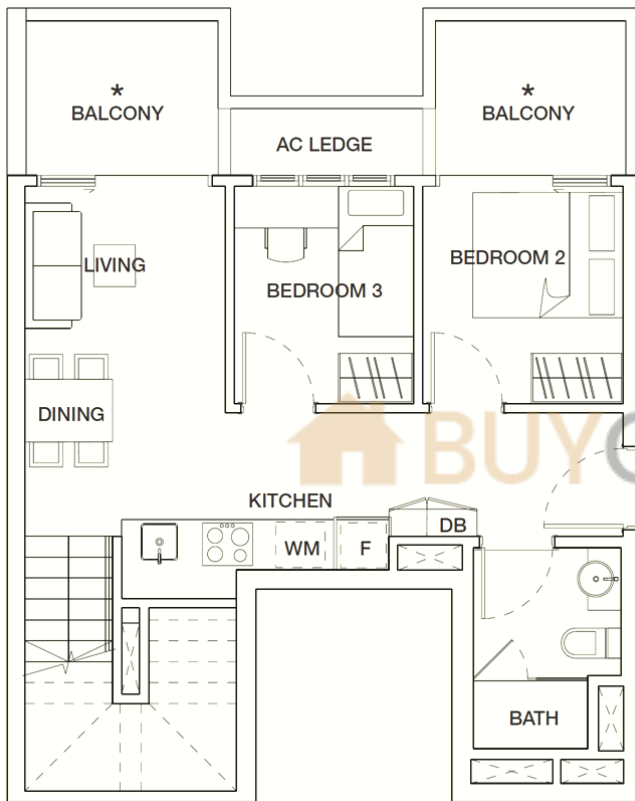 *
BALCONY
*
BALCONY
AC LEDGE
LIVING
BEDROOM 3
BEDROOM 2
DINING
BUY
KITCHEN
WM
F
DB
BATH